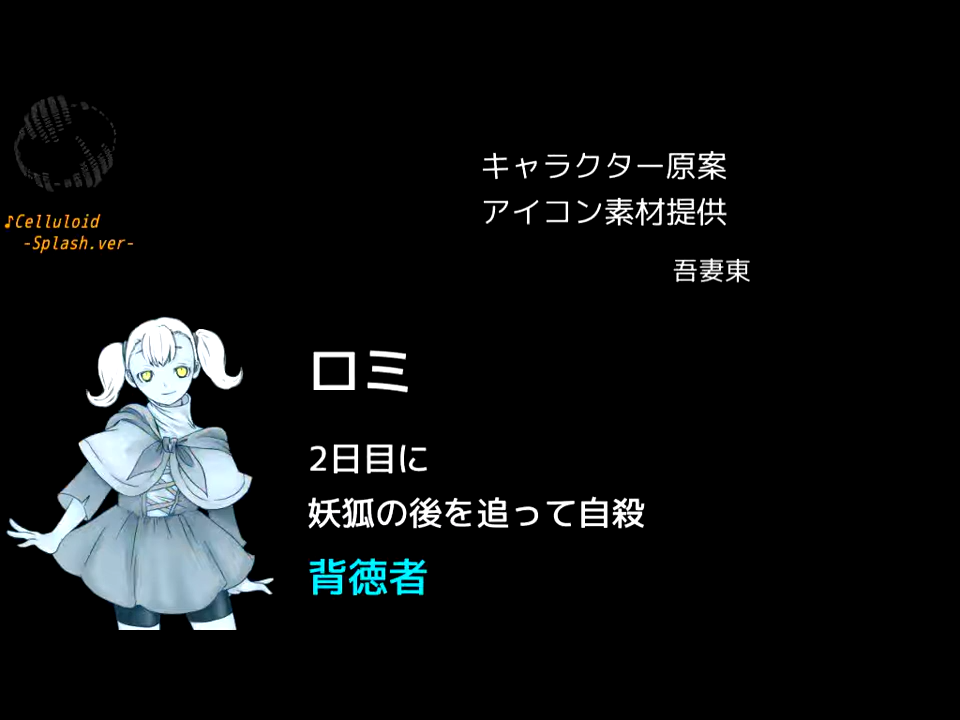 キャラクター原案
アイコン素材提供
吾妻東
♪Celluloid
-Splash.ver-
ロミ
2日目に
妖狐の後を追って自殺
背徳者